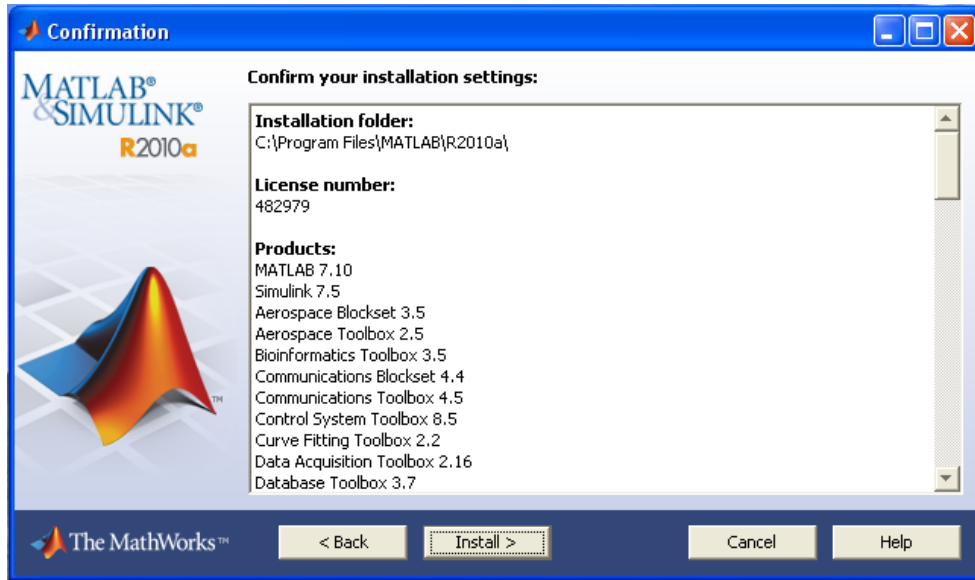 Confirmation
MATLAB®
&SIMULINK®
R2010a
Confirm your installation settings:
Installation folder:
C:\Program Files\MATLAB\R2010a\
License number:
482979
Products:
MATLAB 7.10
Simulink 7.5
Aerospace Blockset 3.5
Aerospace Toolbox 2.5
Bioinformatics Toolbox 3.5
Communications Blockset 4.4
Communications Toolbox 4.5
Control System Toolbox 8.5
Curve Fitting Toolbox 2.2
Data Acquisition Toolbox 2.16
Database Toolbox 3.7
TM
The MathWorks™
< Back
Install >
Cancel
Help